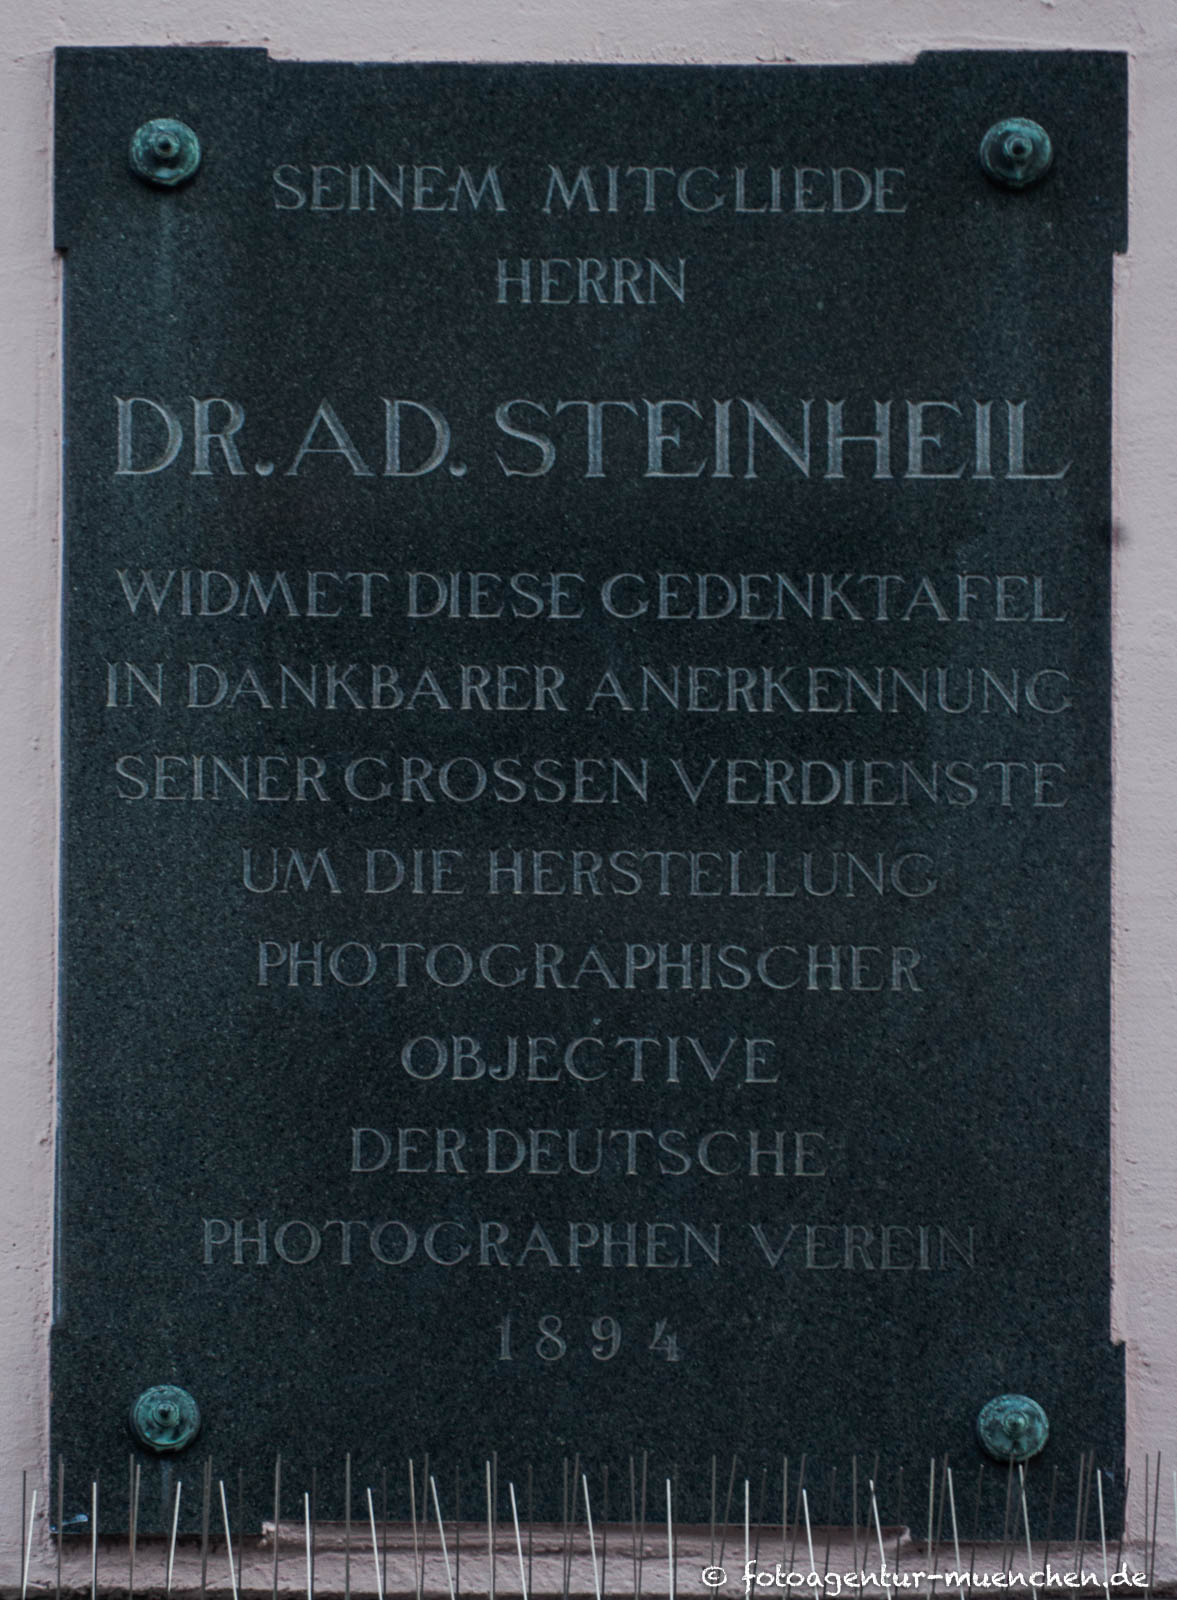 SEINEM MITGLIEDE
HERRN
DR. AD. STEINHEIL
WIDMET DIESE GEDENKTAFEL
IN DANKBARER ANERKENNUNG
SEINER GROSSEN VERDIENSTE
UM DIE HERSTELLUNG
PHOTOGRAPHISCHER
OBJECTIVE
DER DEUTSCHE
PHOTOGRAPHEN VEREIN
1894
© fotoagentur-muenchen.de